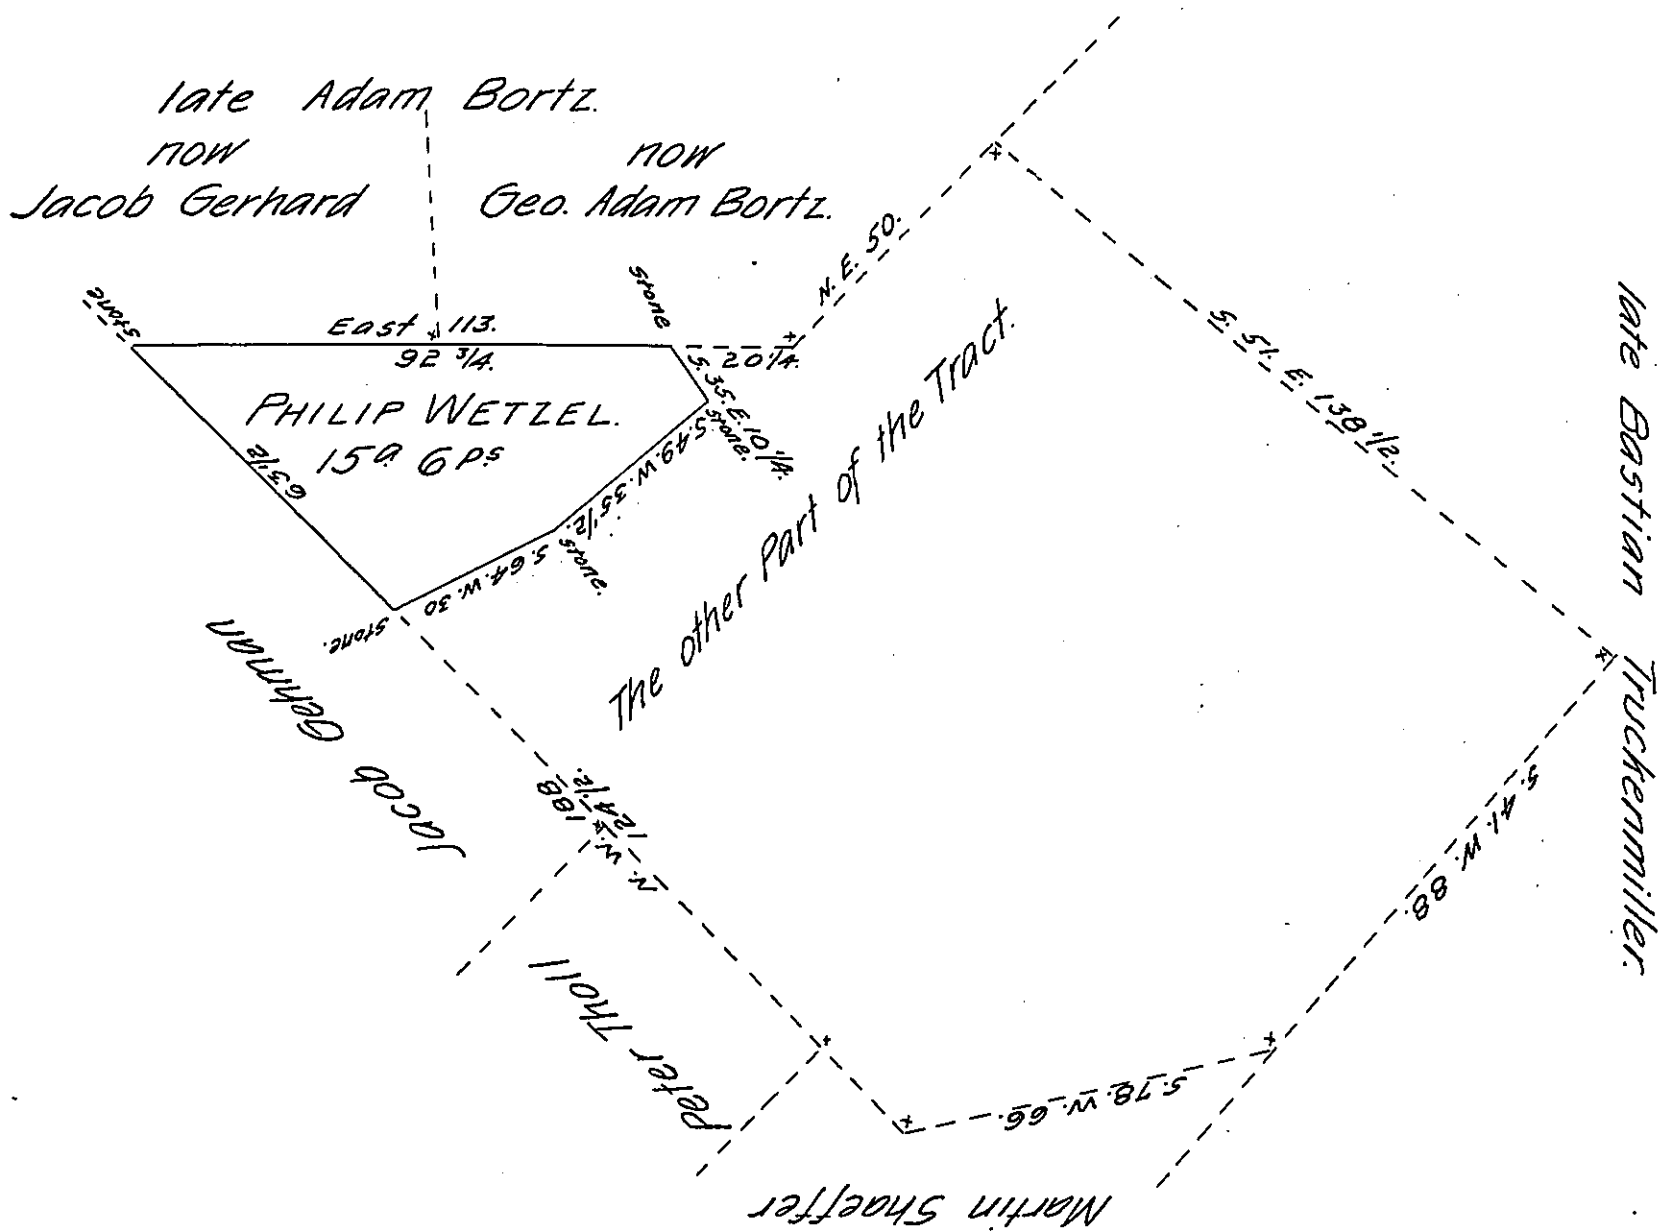 late Adam Bortz.
now
Jacob Gerhard
now
Geo. Adam Bortz.
Stone
East 113.
92 3/4.
Stone
20 1/4.
N. E. 50.
PHILIP WETZEL.
15a 6 ps
63 1/2
S. 35. E. 10 1/4.
Stone.
S. 49. W. 35 1/2.
Stone.
S. 64. W. 30
Stone.
The other Part of the Tract.
S. 51. E. 138 1/2.
late Bastian Truckenmiller.
S. 41. W. 88.
S. 78. W. 66.
N. W. 188
124 1/2.
Jacob Gehman
Peter Tholl
Martin Shaeffer